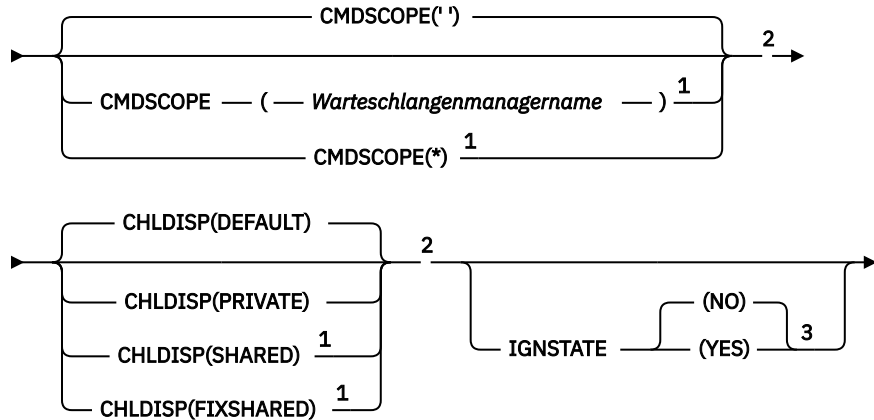 CMDSCOPE(' ')
2
CMDSCOPE ( Warteschlangenmanagername ) 1
CMDSCOPE(*) 1
CHLDISP(DEFAULT)
2
CHLDISP(PRIVATE)
(NO)
CHLDISP(SHARED) 1
IGNSTATE (YES) 3
CHLDISP(FIXSHARED) 1